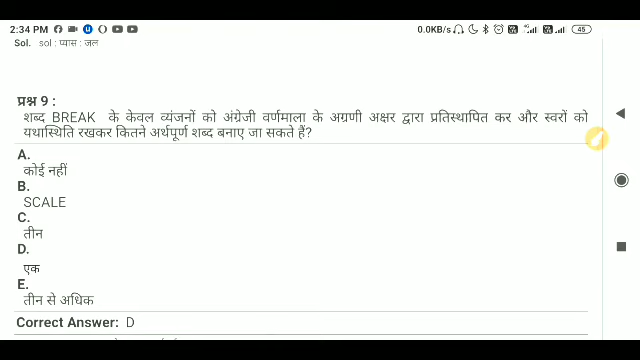 2:34 PM
0.0KB/s
45
Sol. sol : प्यास : जल
प्रश्न 9 :
शब्द BREAK के केवल व्यंजनों को अंग्रेजी वर्णमाला के अग्रणी अक्षर द्वारा प्रतिस्थापित कर और स्वरों को
यथास्थिति रखकर कितने अर्थपूर्ण शब्द बनाए जा सकते हैं?
A.
कोई नहीं
B.
SCALE
C.
तीन
D.
एक
E.
तीन से अधिक
Correct Answer: D